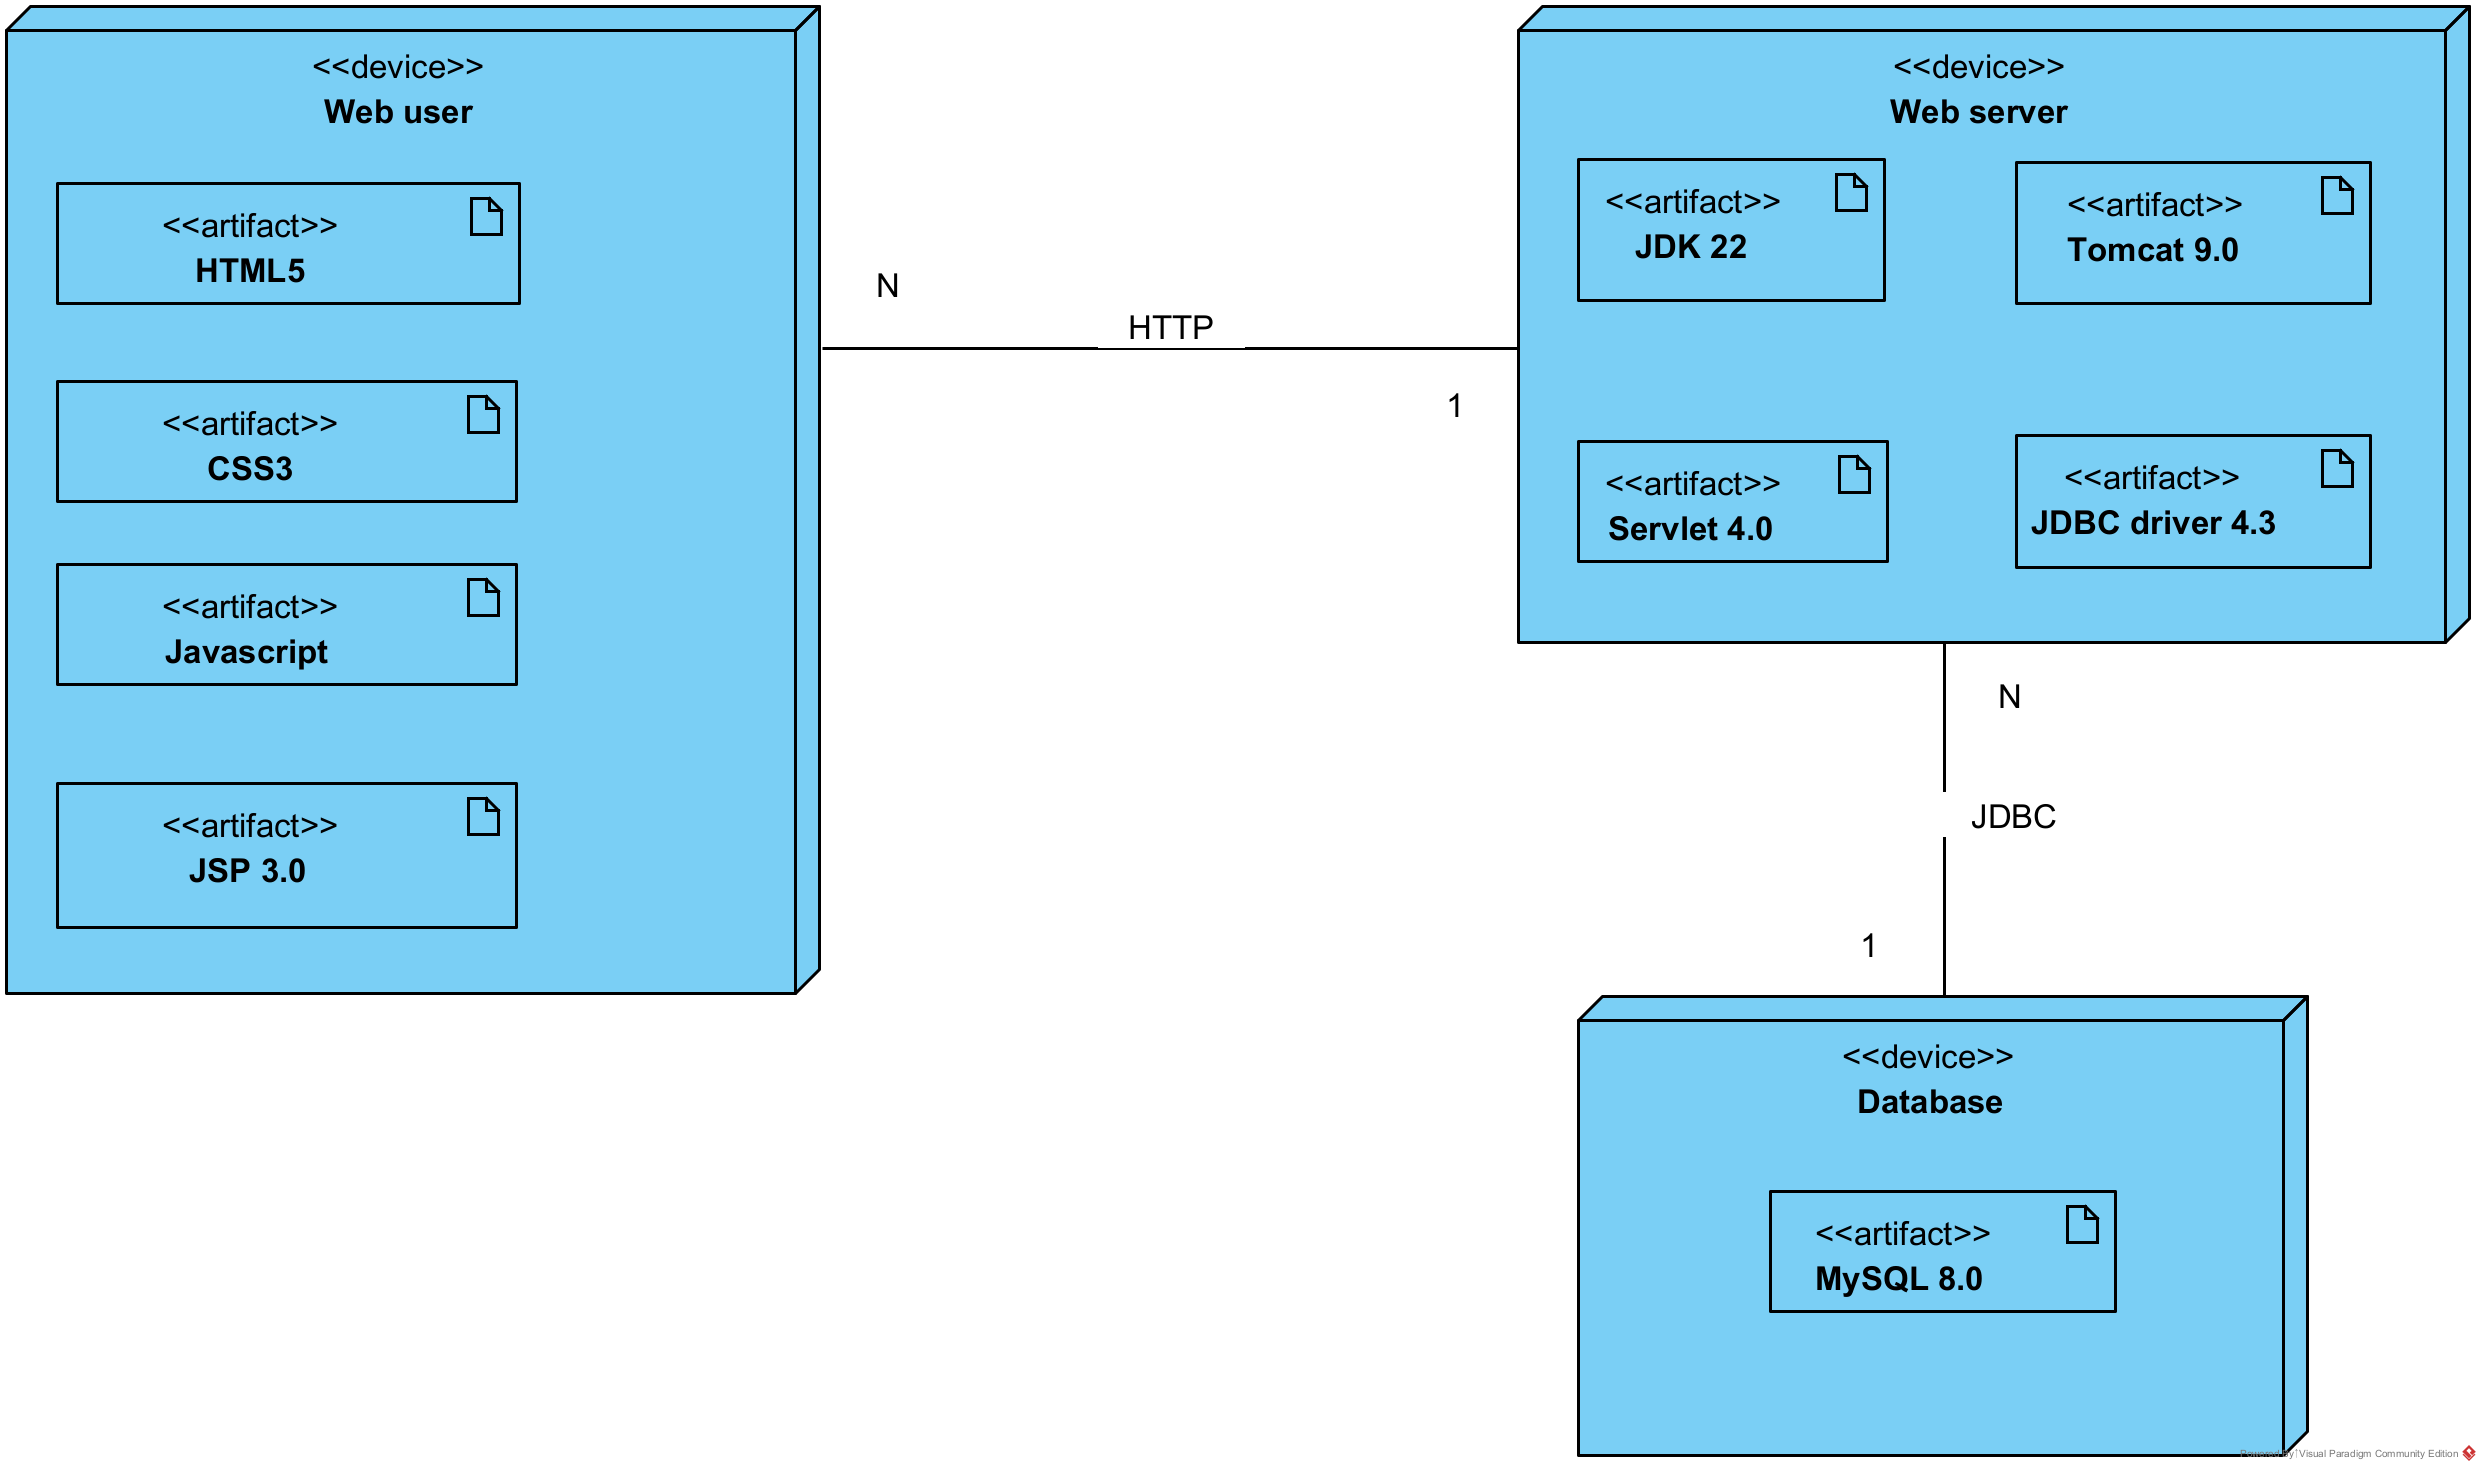 <<device>>
Web user
<<artifact>>
HTML5
<<artifact>>
CSS3
<<artifact>>
Javascript
<<artifact>>
JSP 3.0
N
HTTP
1
<<device>>
Web server
<<artifact>>
JDK 22
<<artifact>>
Tomcat 9.0
<<artifact>>
Servlet 4.0
<<artifact>>
JDBC driver 4.3
N
JDBC
1
<<device>>
Database
<<artifact>>
MySQL 8.0
Powered by Visual Paradigm Community Edition